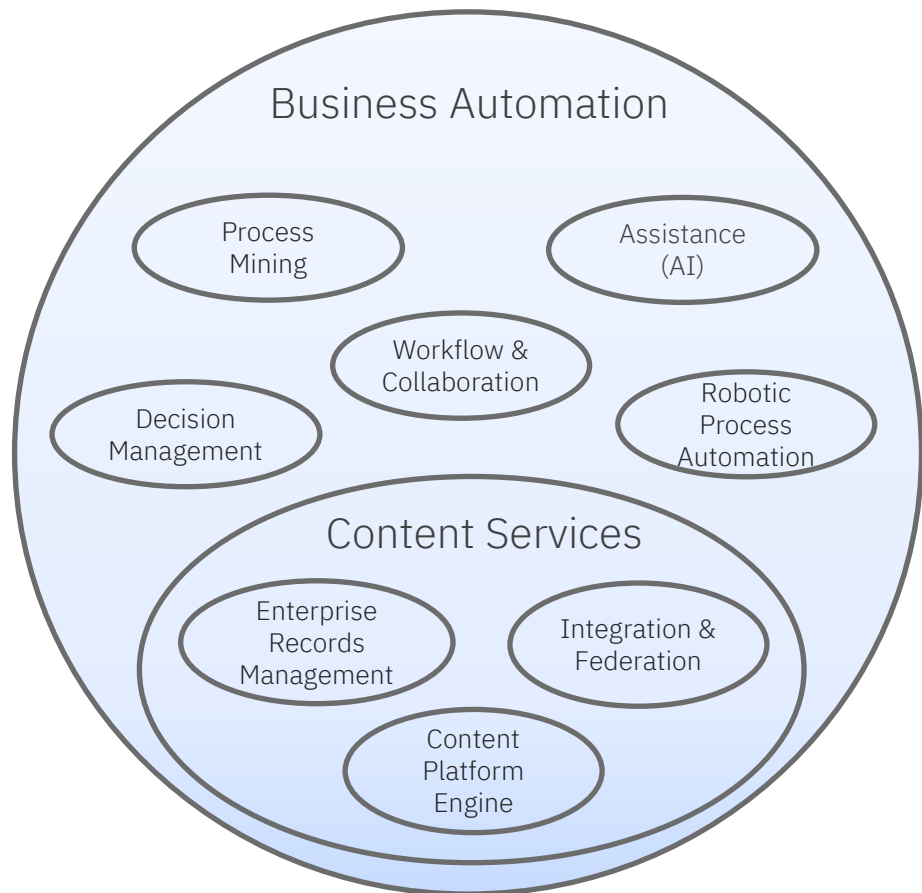 Business Automation
Process
Mining
Assistance
(AI)
Workflow &
Collaboration
Decision
Management
Robotic
Process
Automation
Content Services
Enterprise
Records
Management
Integration &
Federation
Content
Platform
Engine